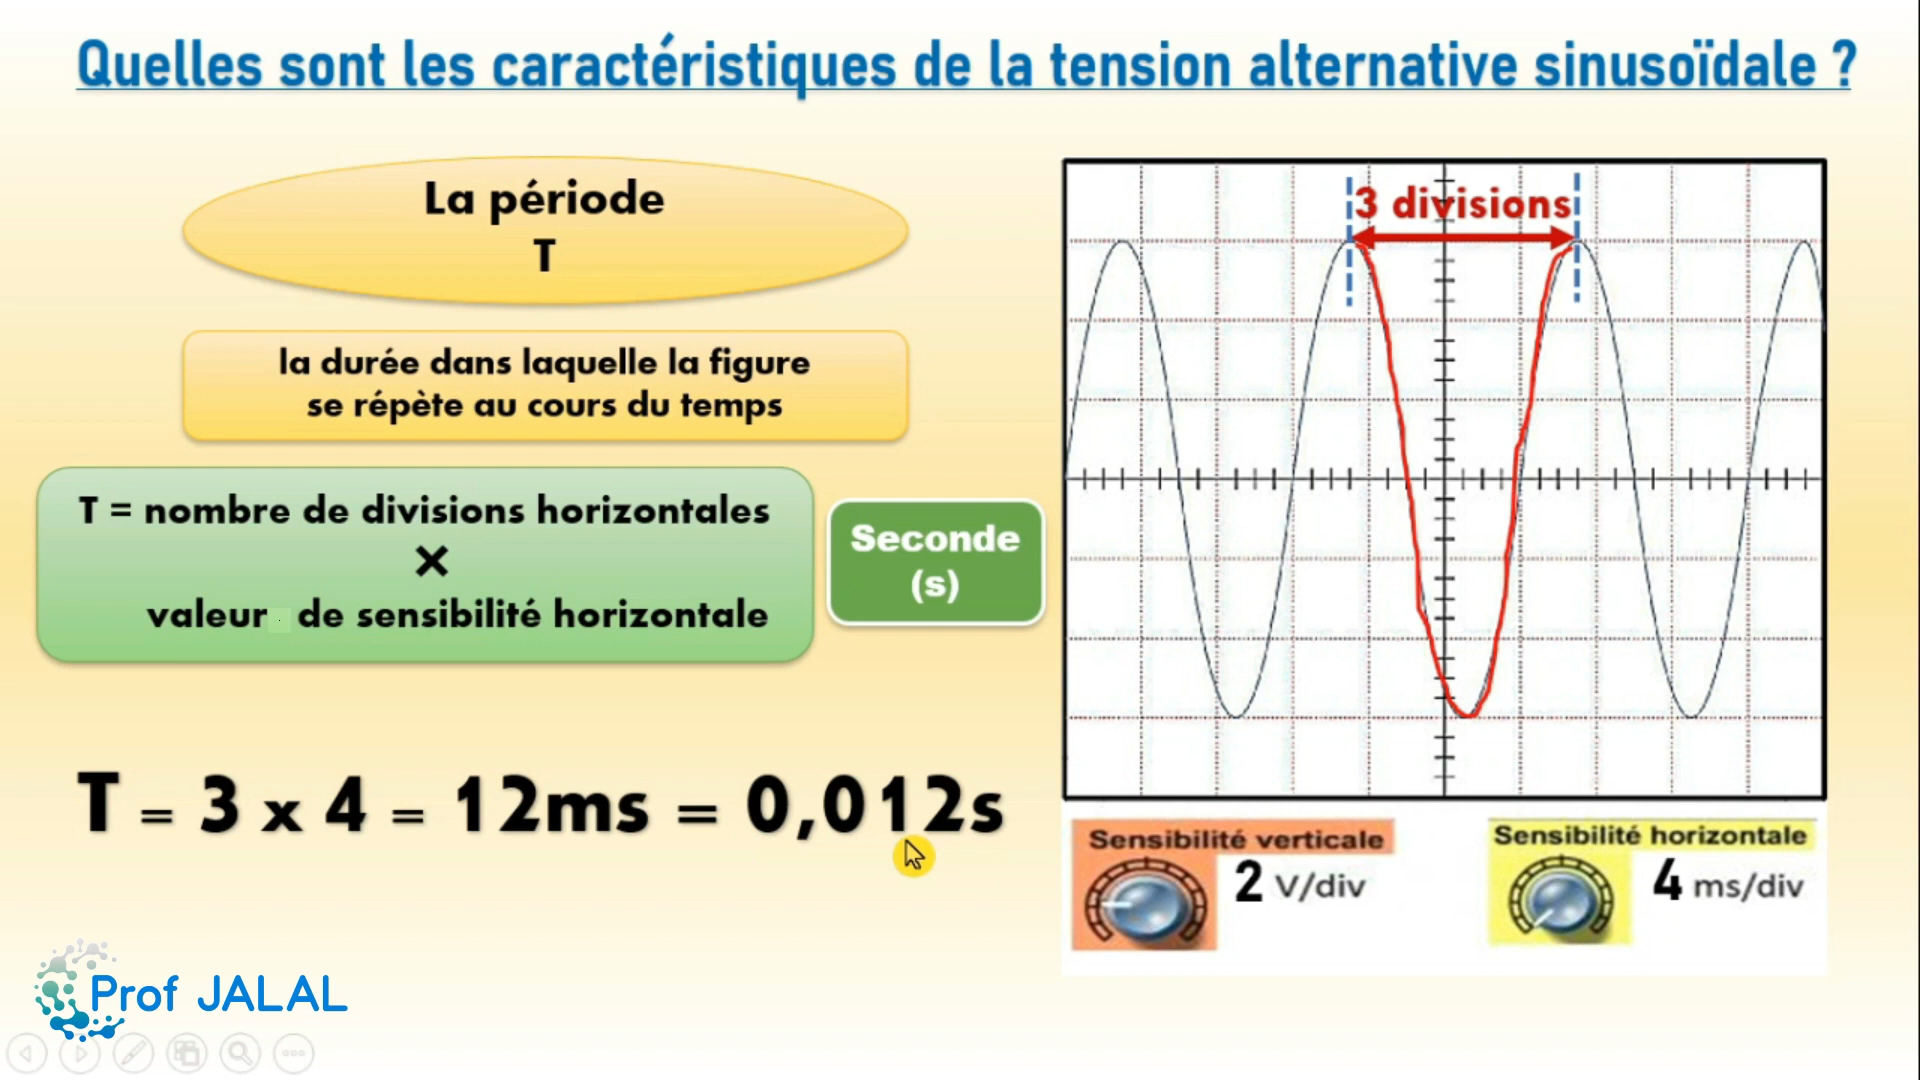 Quelles sont les caractéristiques de la tension alternative sinusoïdale ?
La période
T
la durée dans laquelle la figure
se répète au cours du temps
T = nombre de divisions horizontales
×
valeur de sensibilité horizontale
Seconde
(s)
T = 3 x 4 = 12ms = 0,012s
3 divisions
Sensibilité verticale
2 V/div
Sensibilité horizontale
4 ms/div
Prof JALAL